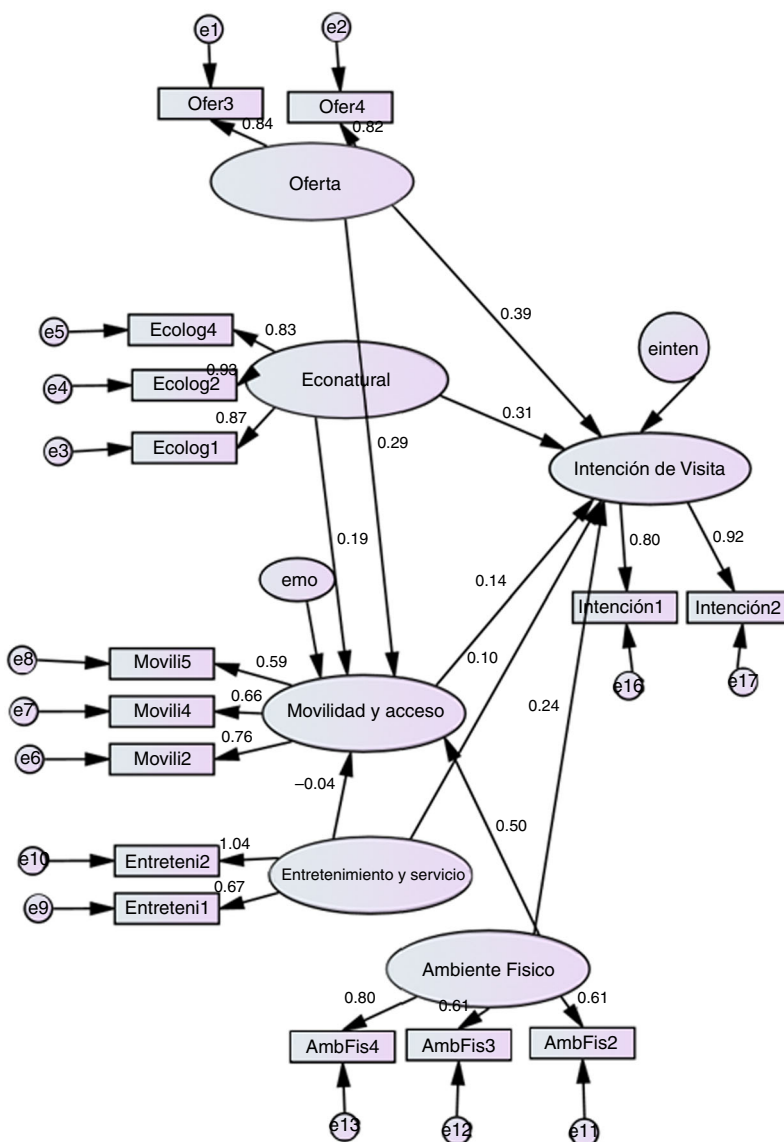 e1
e2
Ofer3
Ofer4
0.84
0.82
Oferta
0.39
e5
Ecolog4
0.83
einten
e4
Ecolog2
0.93
Econatural
0.31
e3
Ecolog1
0.87
0.29
Intención de Visita
0.19
0.80
0.92
emo
0.14
Intención1
Intención2
e8
Movili5
0.59
0.10
e16
e17
e7
Movili4
0.66
Movilidad y acceso
0.24
e6
Movili2
0.76
–0.04
0.50
e10
Entreteni2
1.04
Entretenimiento y servicio
e9
Entreteni1
0.67
Ambiente Fisico
0.80
0.61
0.61
AmbFis4
AmbFis3
AmbFis2
e13
e12
e11